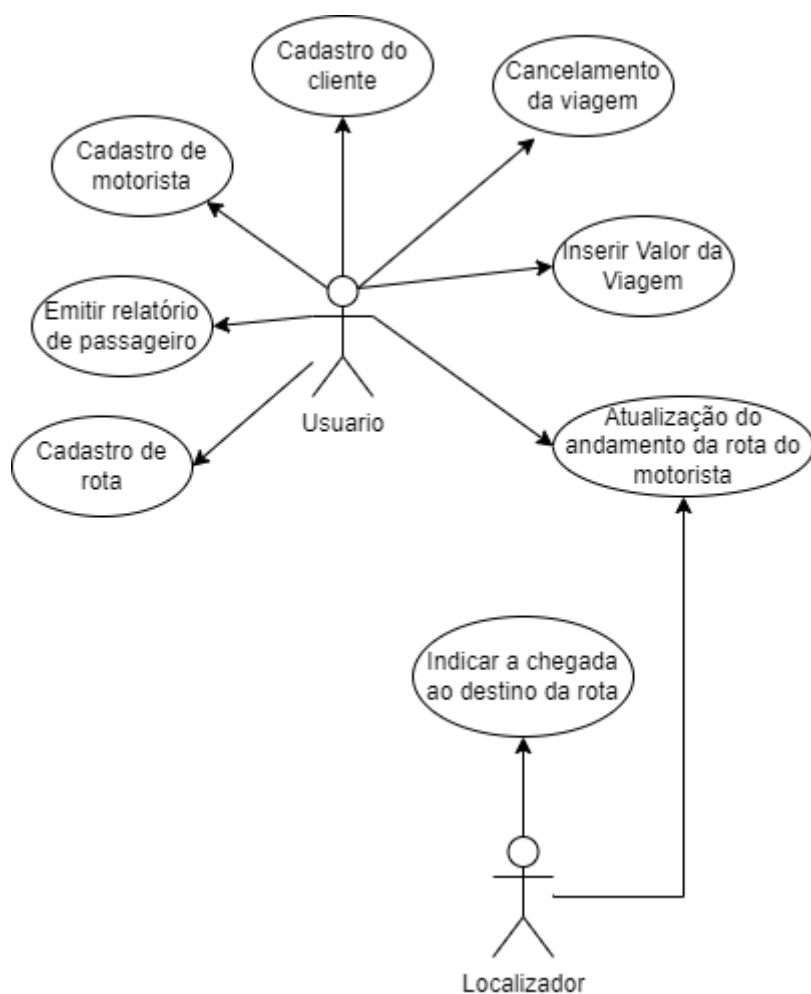 Cadastro do
cliente
Cancelamento
da viagem
Cadastro de
motorista
Inserir Valor da
Viagem
Emitir relatório
de passageiro
Usuario
Atualização do
andamento da rota do
motorista
Cadastro de
rota
Indicar a chegada
ao destino da rota
Localizador